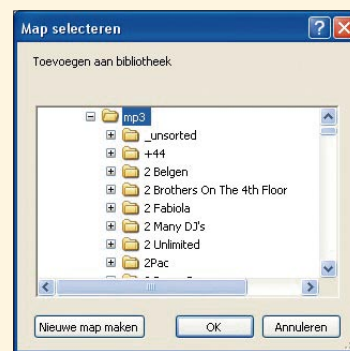 Map selecteren
Toevoegen aan bibliotheek
mp3
_unsorted
+44
2 Belgen
2 Brothers On The 4th Floor
2 Fabiola
2 Many DJ's
2 Unlimited
2Pac
Nieuwe map maken
OK
Annuleren